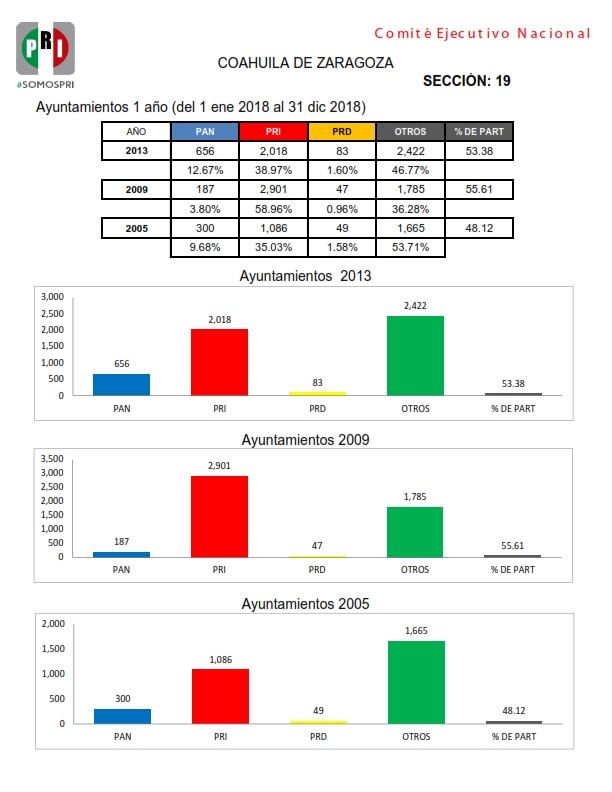 Comité Ejecutivo Nacional
PRI
#SOMOSPRI
COAHUILA DE ZARAGOZA
SECCIÓN: 19
Ayuntamientos 1 año (del 1 ene 2018 al 31 dic 2018)
AÑO PAN PRI PRD OTROS % DE PART
2013 656 2,018 83 2,422 53.38
12.67% 38.97% 1.60% 46.77%
2009 187 2,901 47 1,785 55.61
3.80% 58.96% 0.96% 36.28%
2005 300 1,086 49 1,665 48.12
9.68% 35.03% 1.58% 53.71%
Ayuntamientos 2013
3,000
2,500
2,000
1,500
1,000
500
0
656 2,018 83 2,422 53.38
PAN PRI PRD OTROS % DE PART
Ayuntamientos 2009
3,500
3,000
2,500
2,000
1,500
1,000
500
0
187 2,901 47 1,785 55.61
PAN PRI PRD OTROS % DE PART
Ayuntamientos 2005
2,000
1,500
1,000
500
0
300 1,086 49 1,665 48.12
PAN PRI PRD OTROS % DE PART